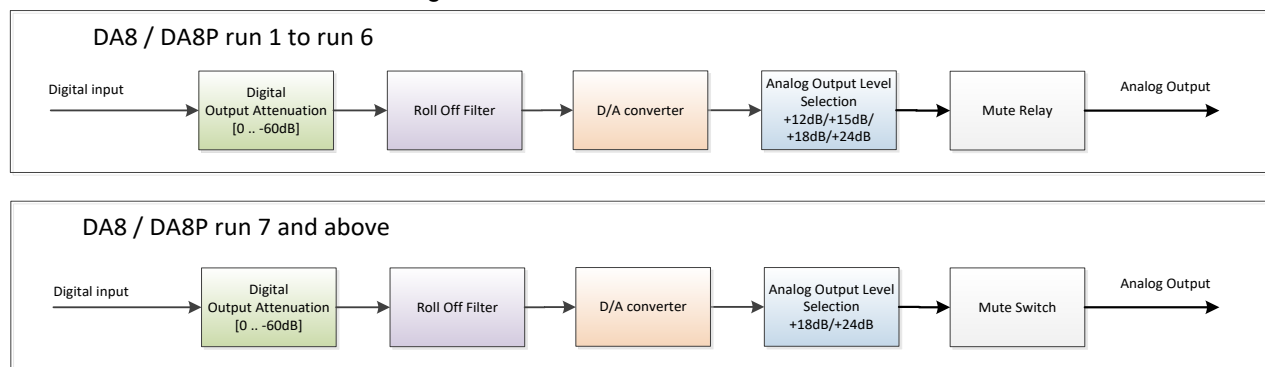 DA8 / DA8P run 1 to run 6
Digital input
Digital
Output Attenuation
[0 .. -60dB]
Roll Off Filter
D/A converter
Analog Output Level
Selection
+12dB/+15dB/
+18dB/+24dB
Mute Relay
Analog Output
DA8 / DA8P run 7 and above
Digital input
Digital
Output Attenuation
[0 .. -60dB]
Roll Off Filter
D/A converter
Analog Output Level
Selection
+18dB/+24dB
Mute Switch
Analog Output